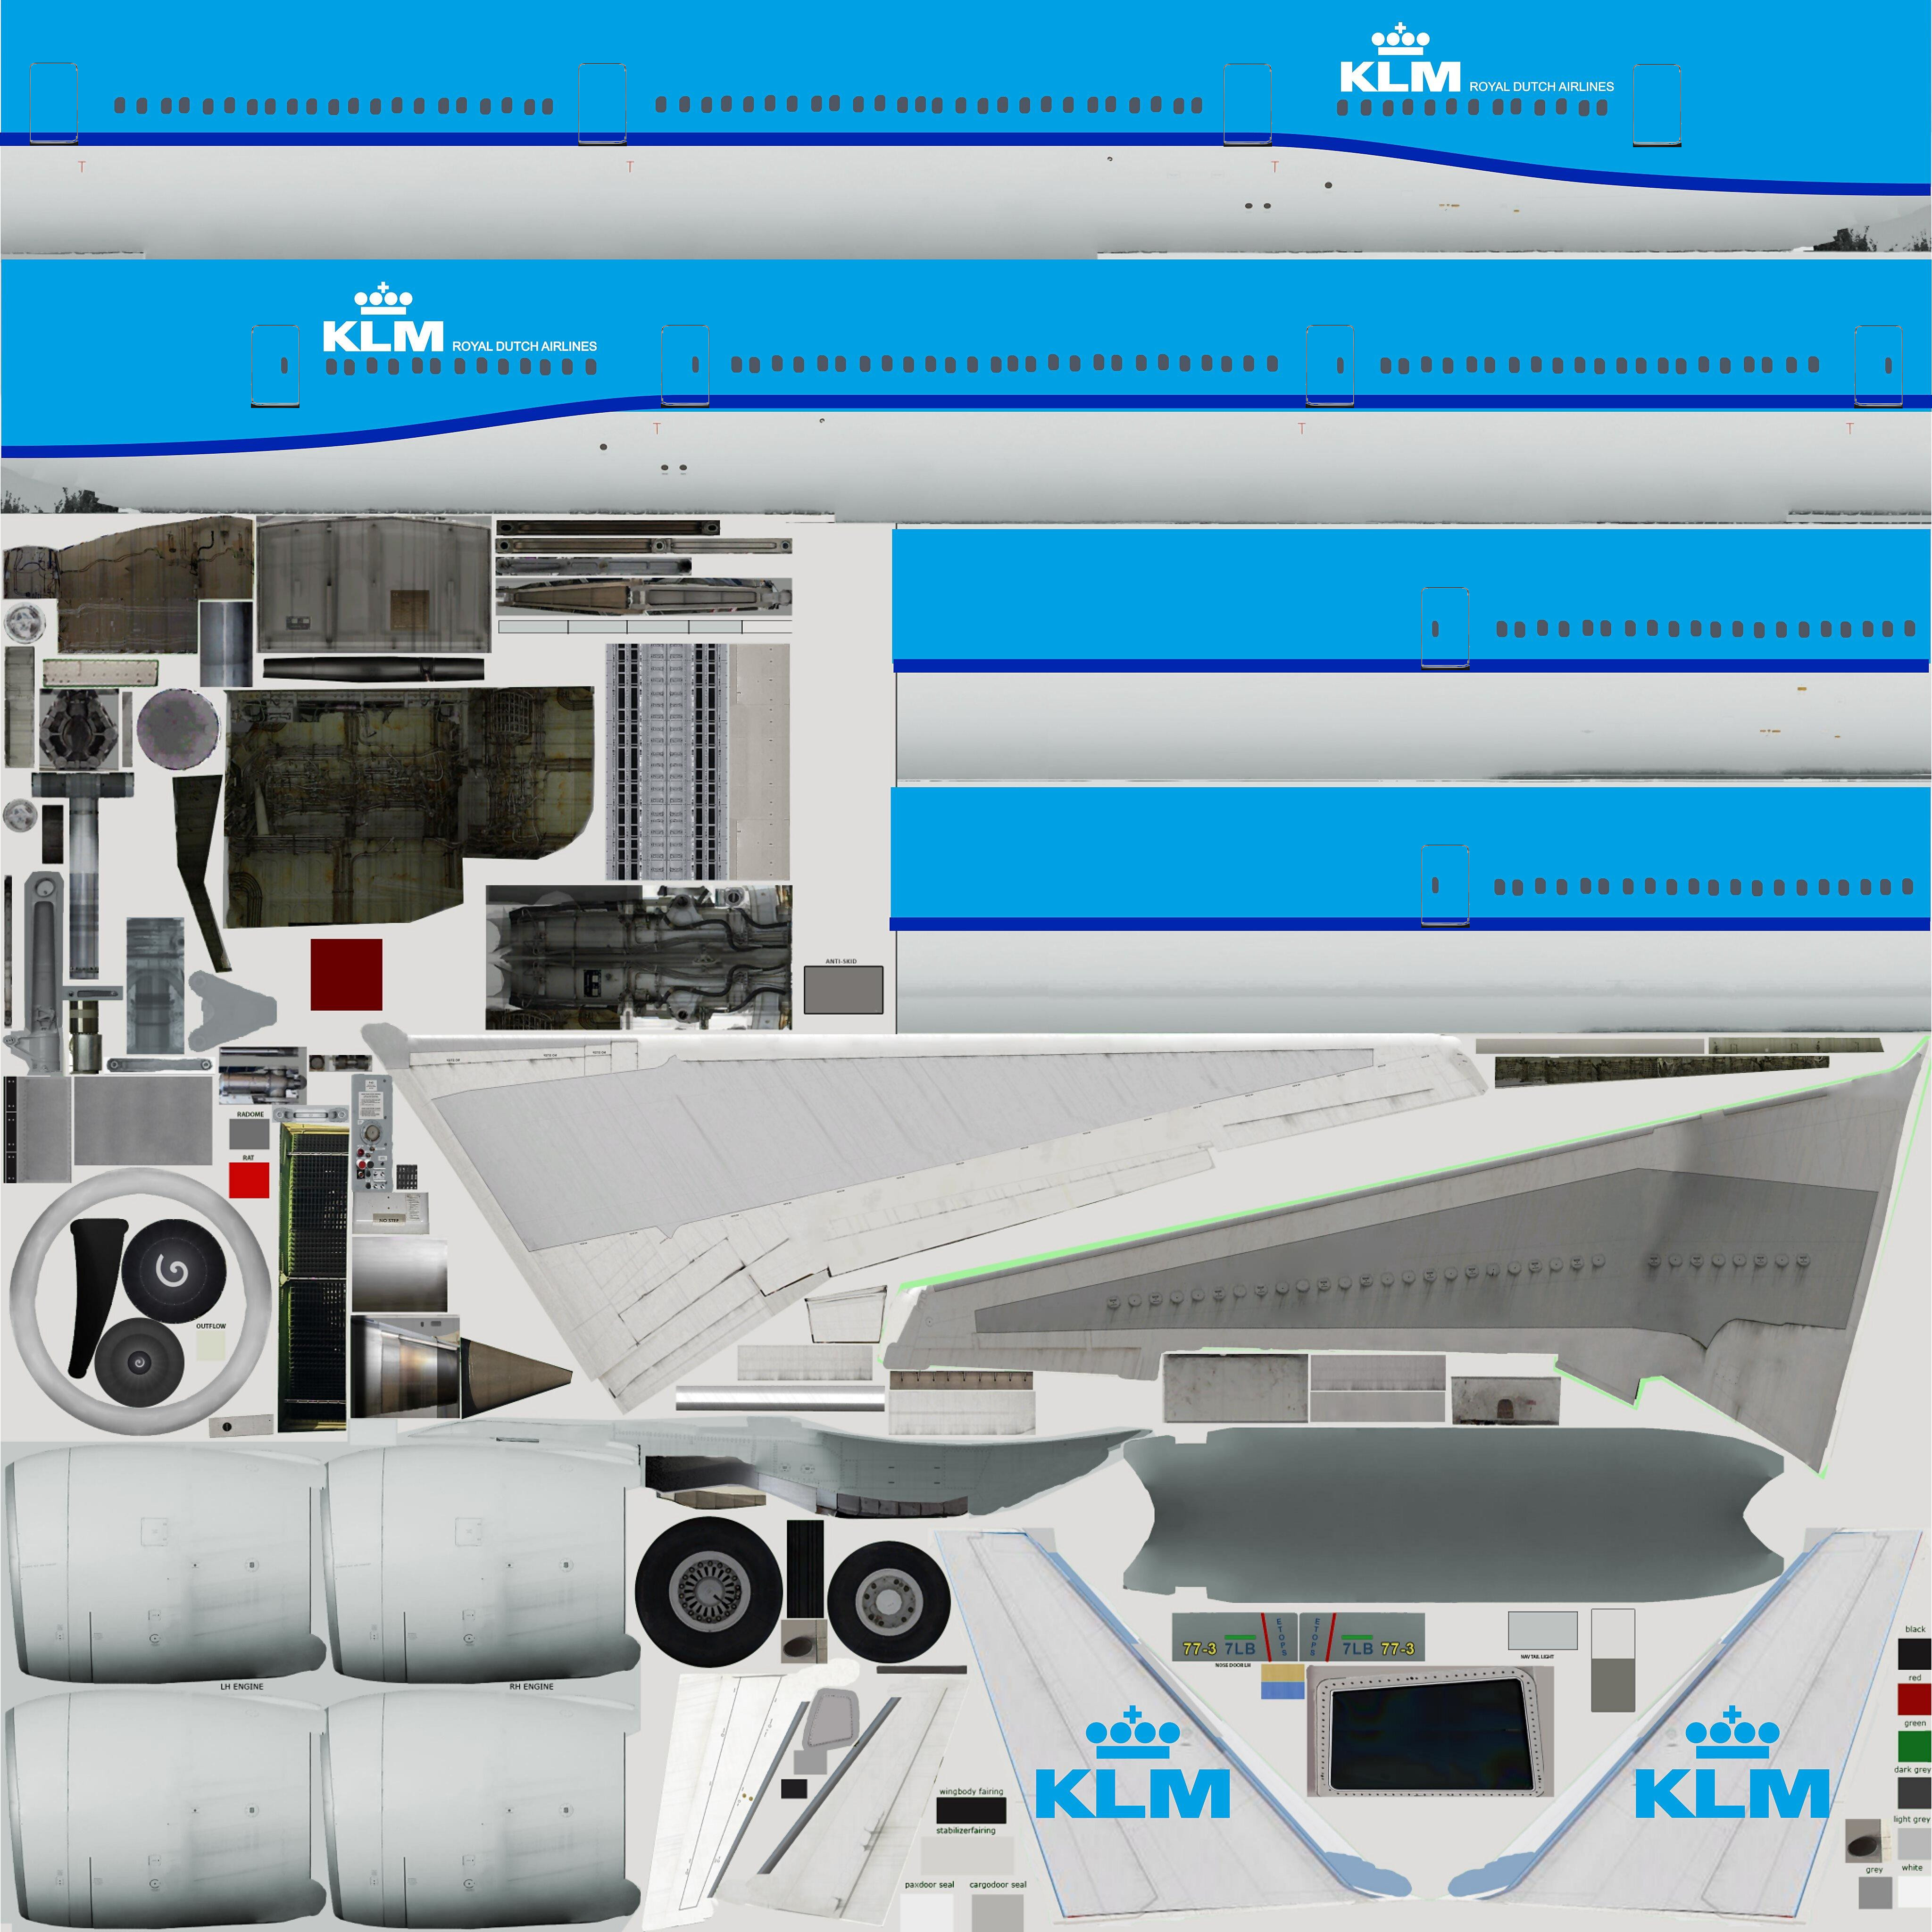 KLM ROYAL DUTCH AIRLINES
T
T
T
KLM ROYAL DUTCH AIRLINES
T
T
T
ANTI-SKID
RADOME
RAT
NO STEP
OUTFLOW
LH ENGINE
RH ENGINE
77-3 7LB ETOPS
ETOPS 7LB 77-3
NOSE DOOR LH
NAV TAIL LIGHT
black
red
green
dark grey
light grey
white
grey
KLM
KLM
wingbody fairing
stabilizerfairing
paxdoor seal
cargodoor seal